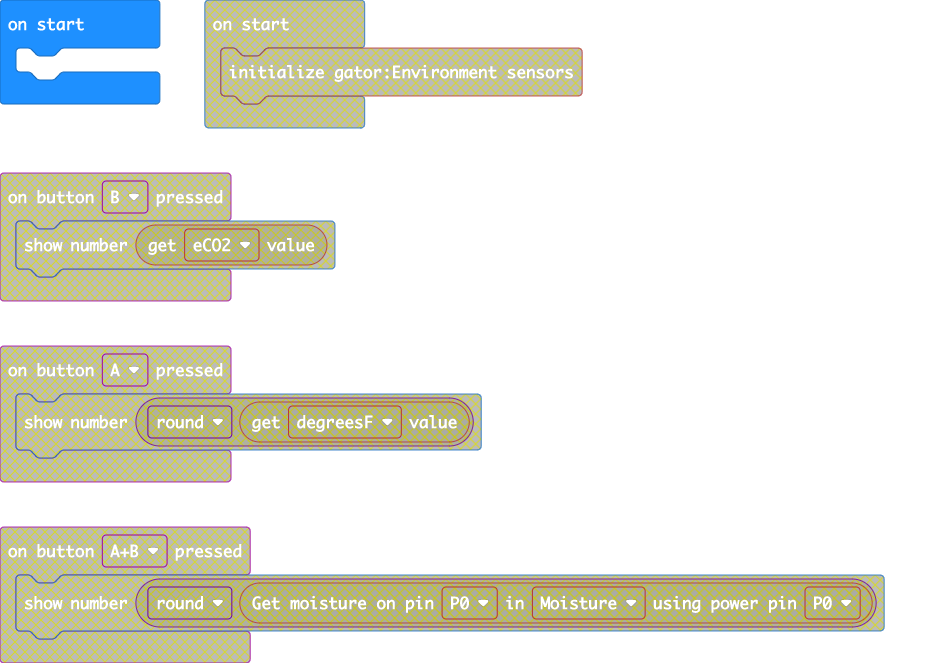 on start
on start
initialize gator:Environment sensors
on button B pressed
show number get eCO2 value
on button A pressed
show number round get degreesF value
on button A+B pressed
show number round Get moisture on pin P0 in Moisture using power pin P0